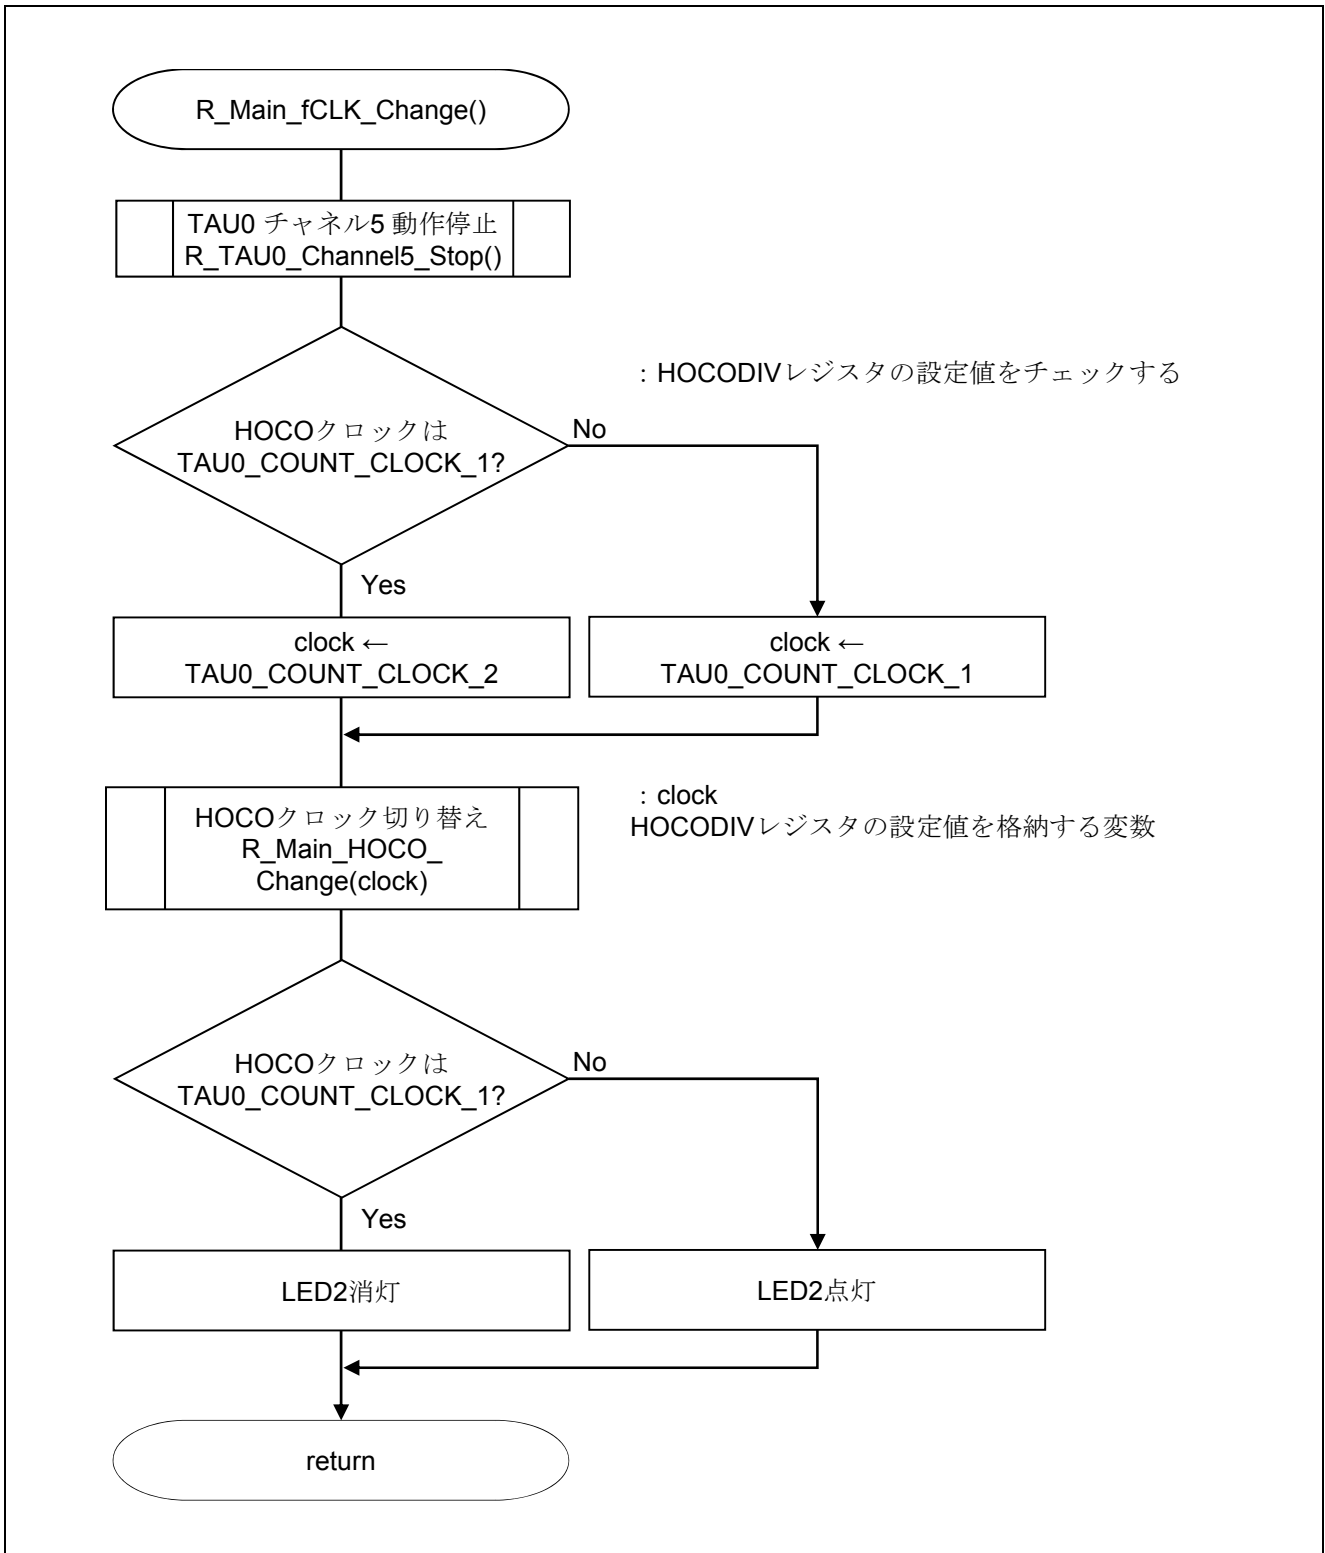 R_Main_fCLK_Change()
TAU0 チャネル5 動作停止
R_TAU0_Channel5_Stop()
：HOCODIVレジスタの設定値をチェックする
HOCOクロックは
TAU0_COUNT_CLOCK_1?
No
Yes
clock ←
TAU0_COUNT_CLOCK_2
clock ←
TAU0_COUNT_CLOCK_1
HOCOクロック切り替え
R_Main_HOCO_
Change(clock)
：clock
HOCODIVレジスタの設定値を格納する変数
HOCOクロックは
TAU0_COUNT_CLOCK_1?
No
Yes
LED2消灯
LED2点灯
return